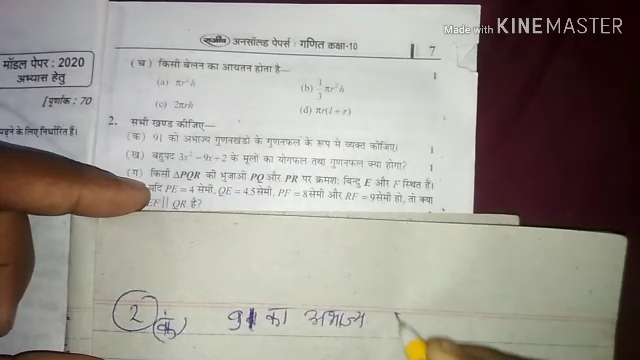 Made with KINEMASTER
सृजीव अनसॉल्व्ड पेपर्स : गणित कक्षा-10 7
मॉडल पेपर : 2020
अभ्यास हेतु
[पूर्णांक : 70
पढ़ने के लिए निर्धारित हैं।
(च) किसी बेलन का आयतन होता है— 1
(a) πr²h (b) 1/3 πr²h
(c) 2πrh (d) πr(l + r)
2. सभी खण्ड कीजिए—
(क) 91 को अभाज्य गुणनखंडो के गुणनफल के रूप में व्यक्त कीजिए। 1
(ख) बहुपद 3x² − 9x + 2 के मूलो का योगफल तथा गुणनफल क्या होगा? 1
(ग) किसी ΔPQR की भुजाओं PQ और PR पर क्रमशः बिन्दु E और F स्थित हैं।
यदि PE = 4 सेमी, QE = 4.5 सेमी, PF = 8 सेमी और RF = 9 सेमी हो, तो क्या
EF || QR है? 1
2 (क) 91 का अभाज्य